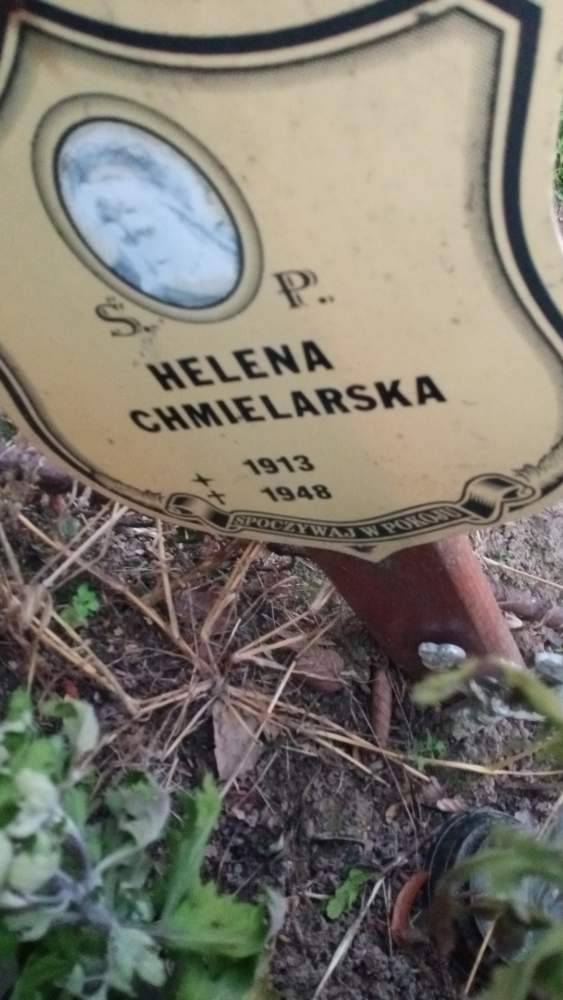 Ś. P.
HELENA
CHMIELARSKA
1913
1948
SPOCZYWAJ W POKOJU